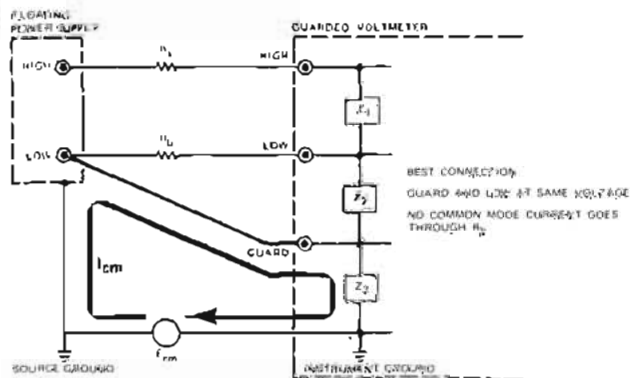 FLOATING
POWER SUPPLY
GUARDED VOLTMETER
HIGH
HIGH
LOW
LOW
BEST CONNECTION
GUARD AND LOW AT SAME VOLTAGE
NO COMMON MODE CURRENT GOES
THROUGH Rb
GUARD
Icm
SOURCE GROUND
INSTRUMENT GROUND